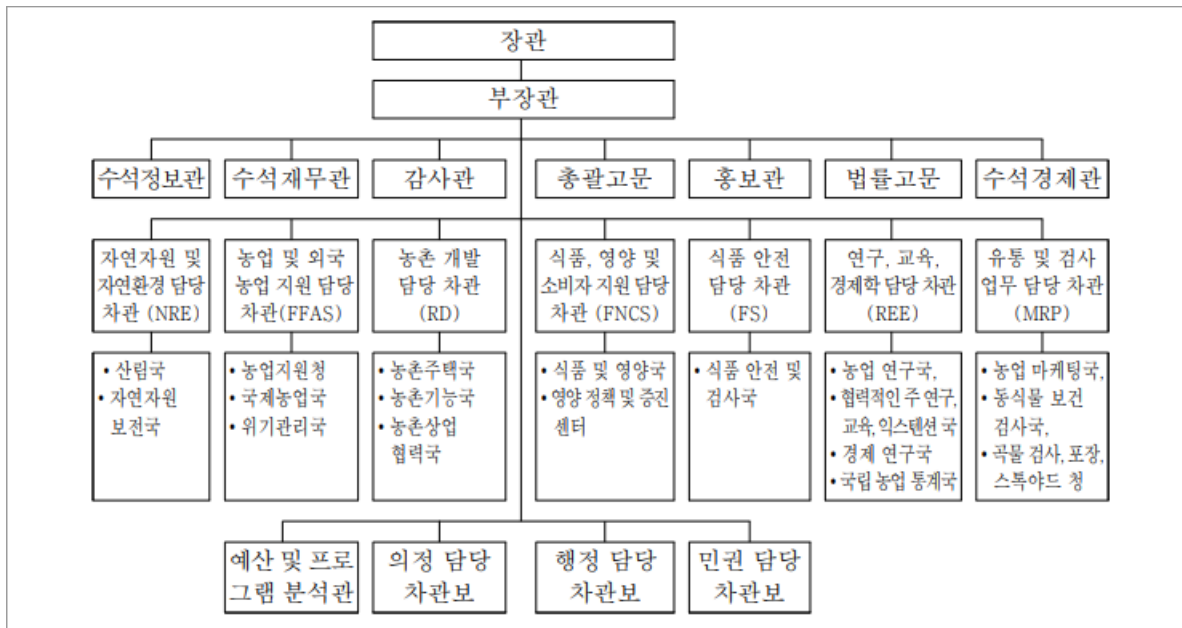 장관
부장관
수석정보관
수석재무관
감사관
총괄고문
홍보관
법률고문
수석경제관
자연자원 및
자연환경 담당
차관 (NRE)
농업 및 외국
농업 지원 담당
차관(FFAS)
농촌 개발
담당 차관
(RD)
식품, 영양 및
소비자 지원 담당
차관 (FNCS)
식품 안전
담당 차관
(FS)
연구, 교육,
경제학 담당 차관
(REE)
유통 및 검사
업무 담당 차관
(MRP)
• 산림국
• 자연자원
보전국
• 농업지원청
• 국제농업국
• 위기관리국
• 농촌주택국
• 농촌기능국
• 농촌상업
협력국
• 식품 및 영양국
• 영양 정책 및 증진
센터
• 식품 안전 및
검사국
• 농업 연구국,
• 협력적인 주 연구,
교육, 익스텐션 국
• 경제 연구국
• 국립 농업 통계국
• 농업 마케팅국,
• 동식물 보건
검사국,
• 곡물 검사, 포장,
스톡야드 청
예산 및 프로
그램 분석관
의정 담당
차관보
행정 담당
차관보
민권 담당
차관보